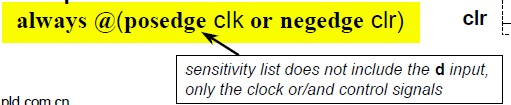 always @(posedge clk or negedge clr)
clr
sensitivity list does not include the d input,
only the clock or/and control signals
pld.com.cn